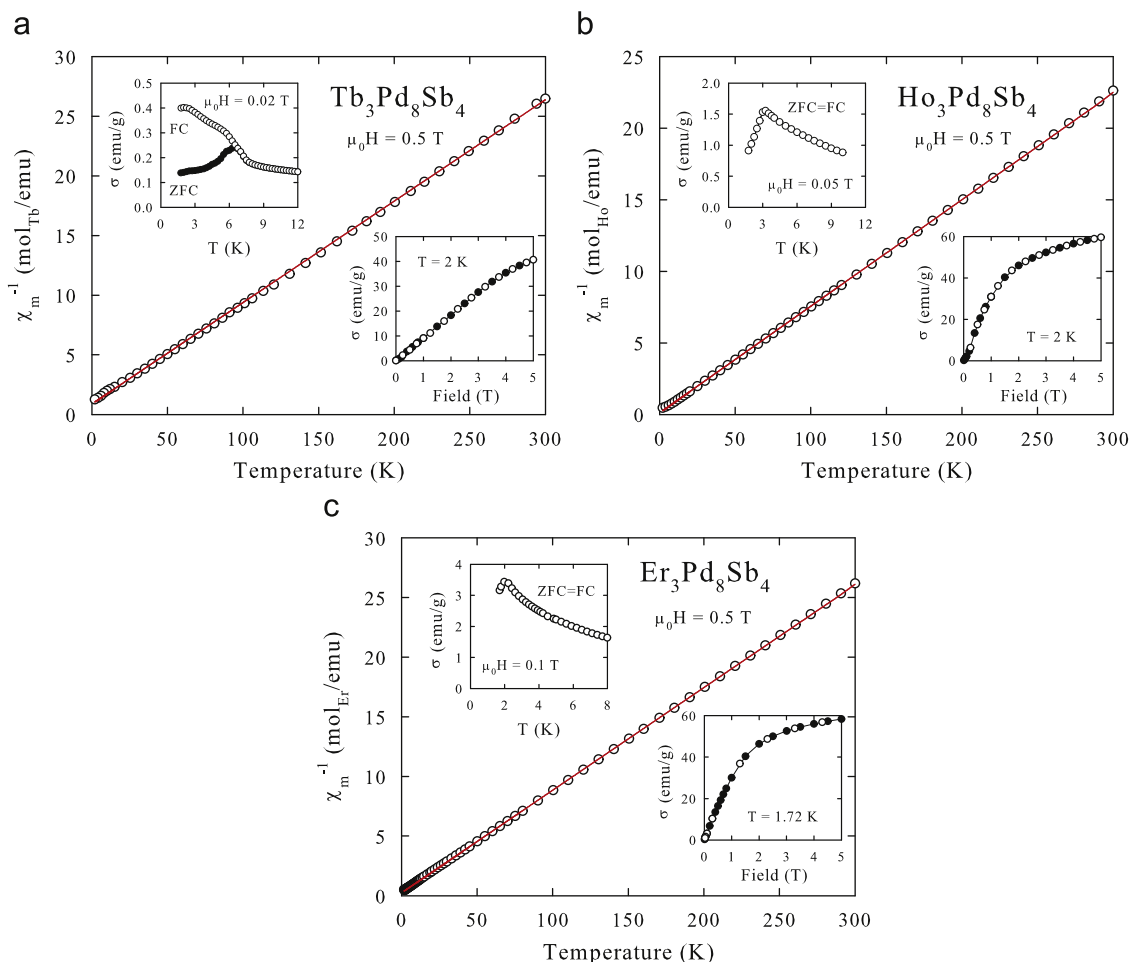 a
30
25
20
15
10
5
0
χm-1 (molTb/emu)
0 50 100 150 200 250 300
Temperature (K)
Tb3Pd8Sb4
μ0H = 0.5 T
0.5
0.4
0.3
0.2
0.1
0.0
σ (emu/g)
μ0H = 0.02 T
FC
ZFC
0 3 6 9 12
T (K)
50
40
30
20
10
0
σ (emu/g)
T = 2 K
0 1 2 3 4 5
Field (T)
b
25
20
15
10
5
0
χm-1 (molHo/emu)
0 50 100 150 200 250 300
Temperature (K)
Ho3Pd8Sb4
μ0H = 0.5 T
2.0
1.5
1.0
0.5
0.0
σ (emu/g)
ZFC=FC
μ0H = 0.05 T
0 3 6 9 12
T (K)
60
40
20
0
σ (emu/g)
T = 2 K
0 1 2 3 4 5
Field (T)
c
30
25
20
15
10
5
0
χm-1 (molEr/emu)
0 50 100 150 200 250 300
Temperature (K)
Er3Pd8Sb4
μ0H = 0.5 T
4
3
2
1
0
σ (emu/g)
ZFC=FC
μ0H = 0.1 T
0 2 4 6 8
T (K)
60
40
20
0
σ (emu/g)
T = 1.72 K
0 1 2 3 4 5
Field (T)